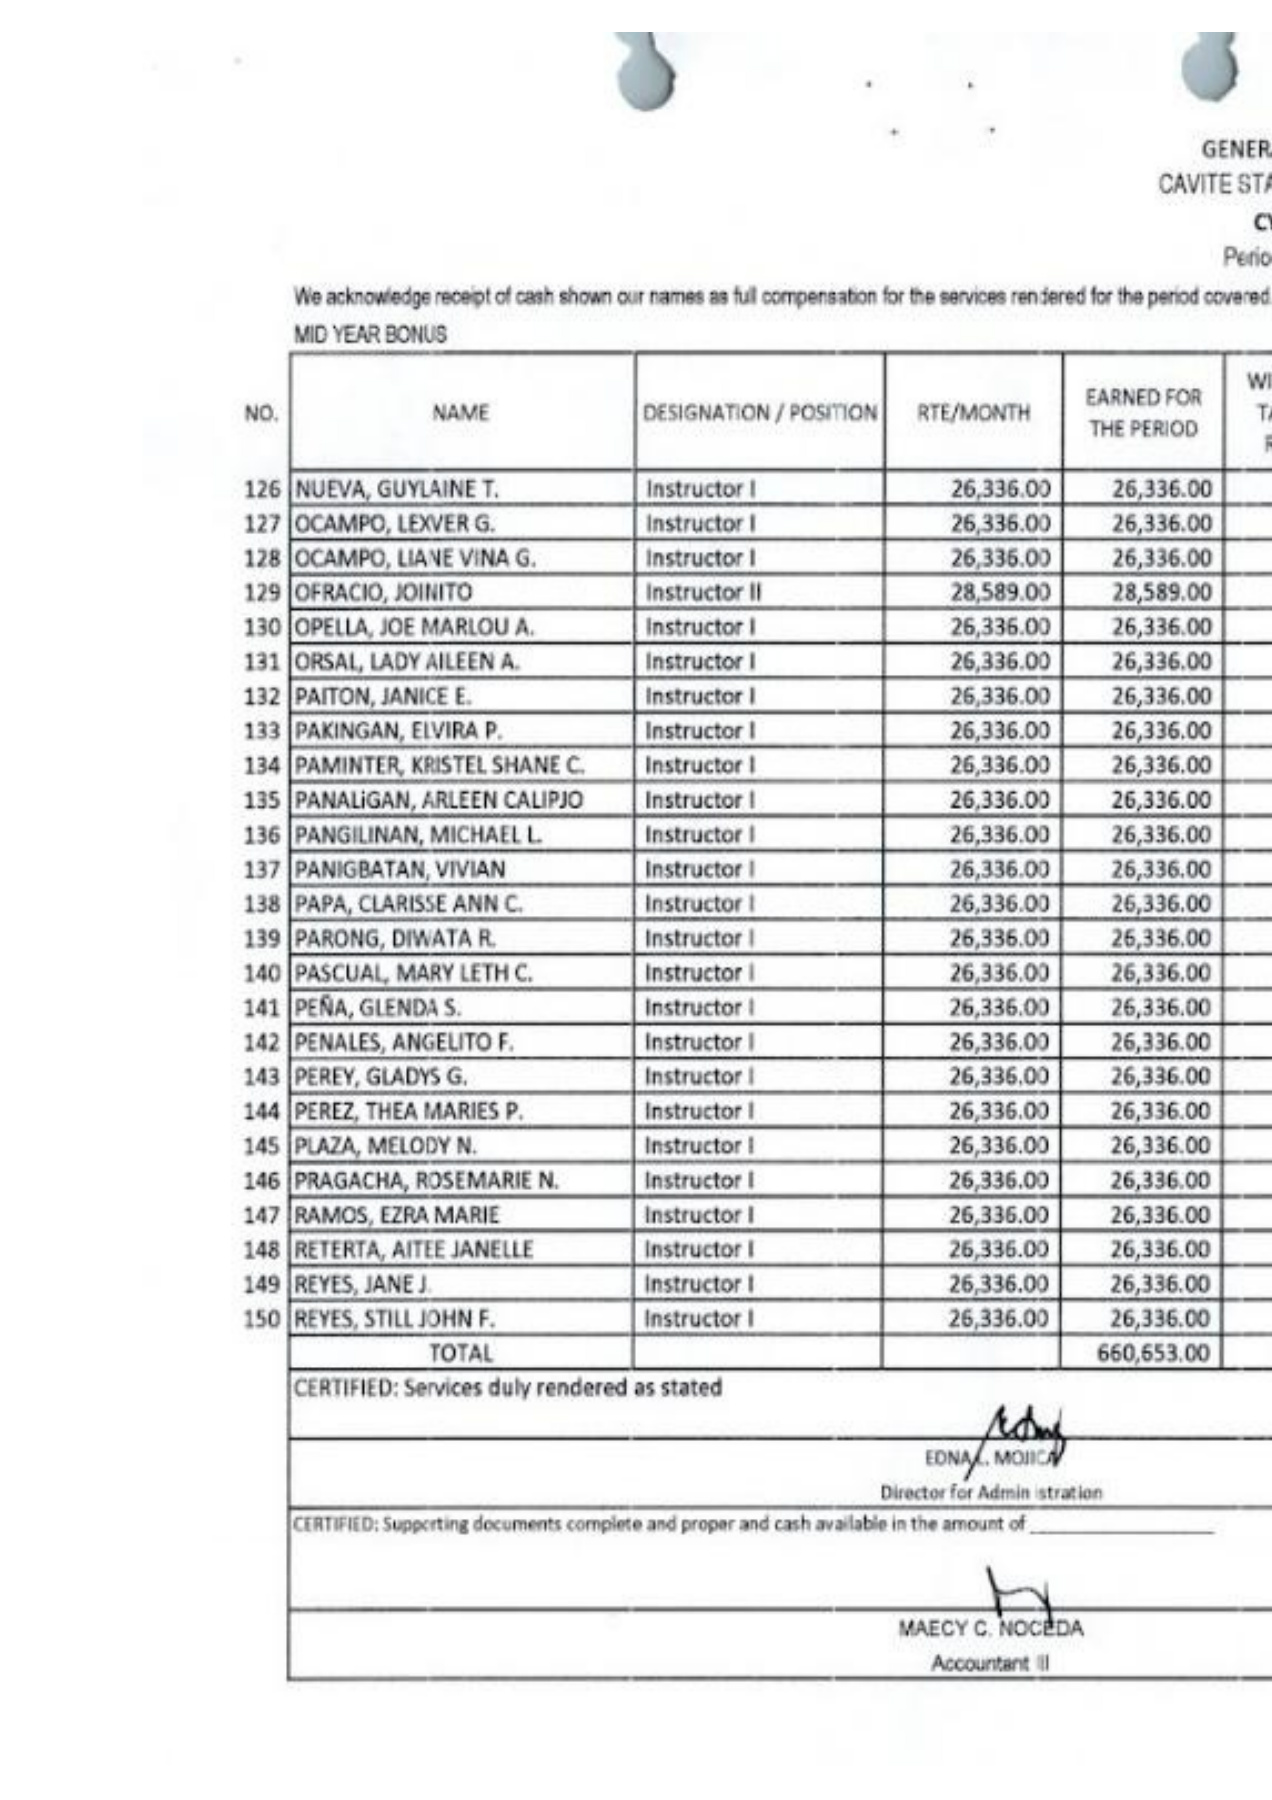 GENERA
CAVITE STA
CY
Perio
We acknowledge receipt of cash shown our names as full compensation for the services rendered for the period covered.
MID YEAR BONUS
NO. NAME DESIGNATION / POSITION RTE/MONTH EARNED FOR THE PERIOD WI TA R
126 NUEVA, GUYLAINE T. Instructor I 26,336.00 26,336.00
127 OCAMPO, LEXVER G. Instructor I 26,336.00 26,336.00
128 OCAMPO, LIANE VINA G. Instructor I 26,336.00 26,336.00
129 OFRACIO, JOINITO Instructor II 28,589.00 28,589.00
130 OPELLA, JOE MARLOU A. Instructor I 26,336.00 26,336.00
131 ORSAL, LADY AILEEN A. Instructor I 26,336.00 26,336.00
132 PAITON, JANICE E. Instructor I 26,336.00 26,336.00
133 PAKINGAN, ELVIRA P. Instructor I 26,336.00 26,336.00
134 PAMINTER, KRISTEL SHANE C. Instructor I 26,336.00 26,336.00
135 PANALiGAN, ARLEEN CALIPJO Instructor I 26,336.00 26,336.00
136 PANGILINAN, MICHAEL L. Instructor I 26,336.00 26,336.00
137 PANIGBATAN, VIVIAN Instructor I 26,336.00 26,336.00
138 PAPA, CLARISSE ANN C. Instructor I 26,336.00 26,336.00
139 PARONG, DIWATA R. Instructor I 26,336.00 26,336.00
140 PASCUAL, MARY LETH C. Instructor I 26,336.00 26,336.00
141 PEÑA, GLENDA S. Instructor I 26,336.00 26,336.00
142 PENALES, ANGELITO F. Instructor I 26,336.00 26,336.00
143 PEREY, GLADYS G. Instructor I 26,336.00 26,336.00
144 PEREZ, THEA MARIES P. Instructor I 26,336.00 26,336.00
145 PLAZA, MELODY N. Instructor I 26,336.00 26,336.00
146 PRAGACHA, ROSEMARIE N. Instructor I 26,336.00 26,336.00
147 RAMOS, EZRA MARIE Instructor I 26,336.00 26,336.00
148 RETERTA, AITEE JANELLE Instructor I 26,336.00 26,336.00
149 REYES, JANE J. Instructor I 26,336.00 26,336.00
150 REYES, STILL JOHN F. Instructor I 26,336.00 26,336.00
TOTAL 660,653.00
CERTIFIED: Services duly rendered as stated
EDNA L. MOJICA
Director for Administration
CERTIFIED: Supporting documents complete and proper and cash available in the amount of
MAECY C. NOCEDA
Accountant III